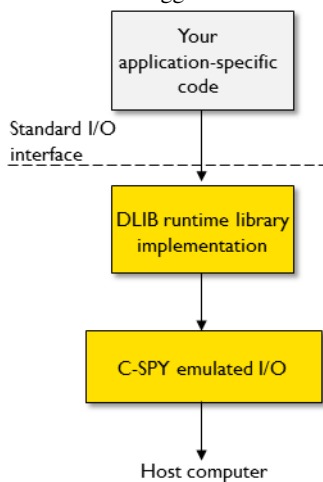 Your
application-specific
code
Standard I/O
interface
DLIB runtime library
implementation
C-SPY emulated I/O
Host computer